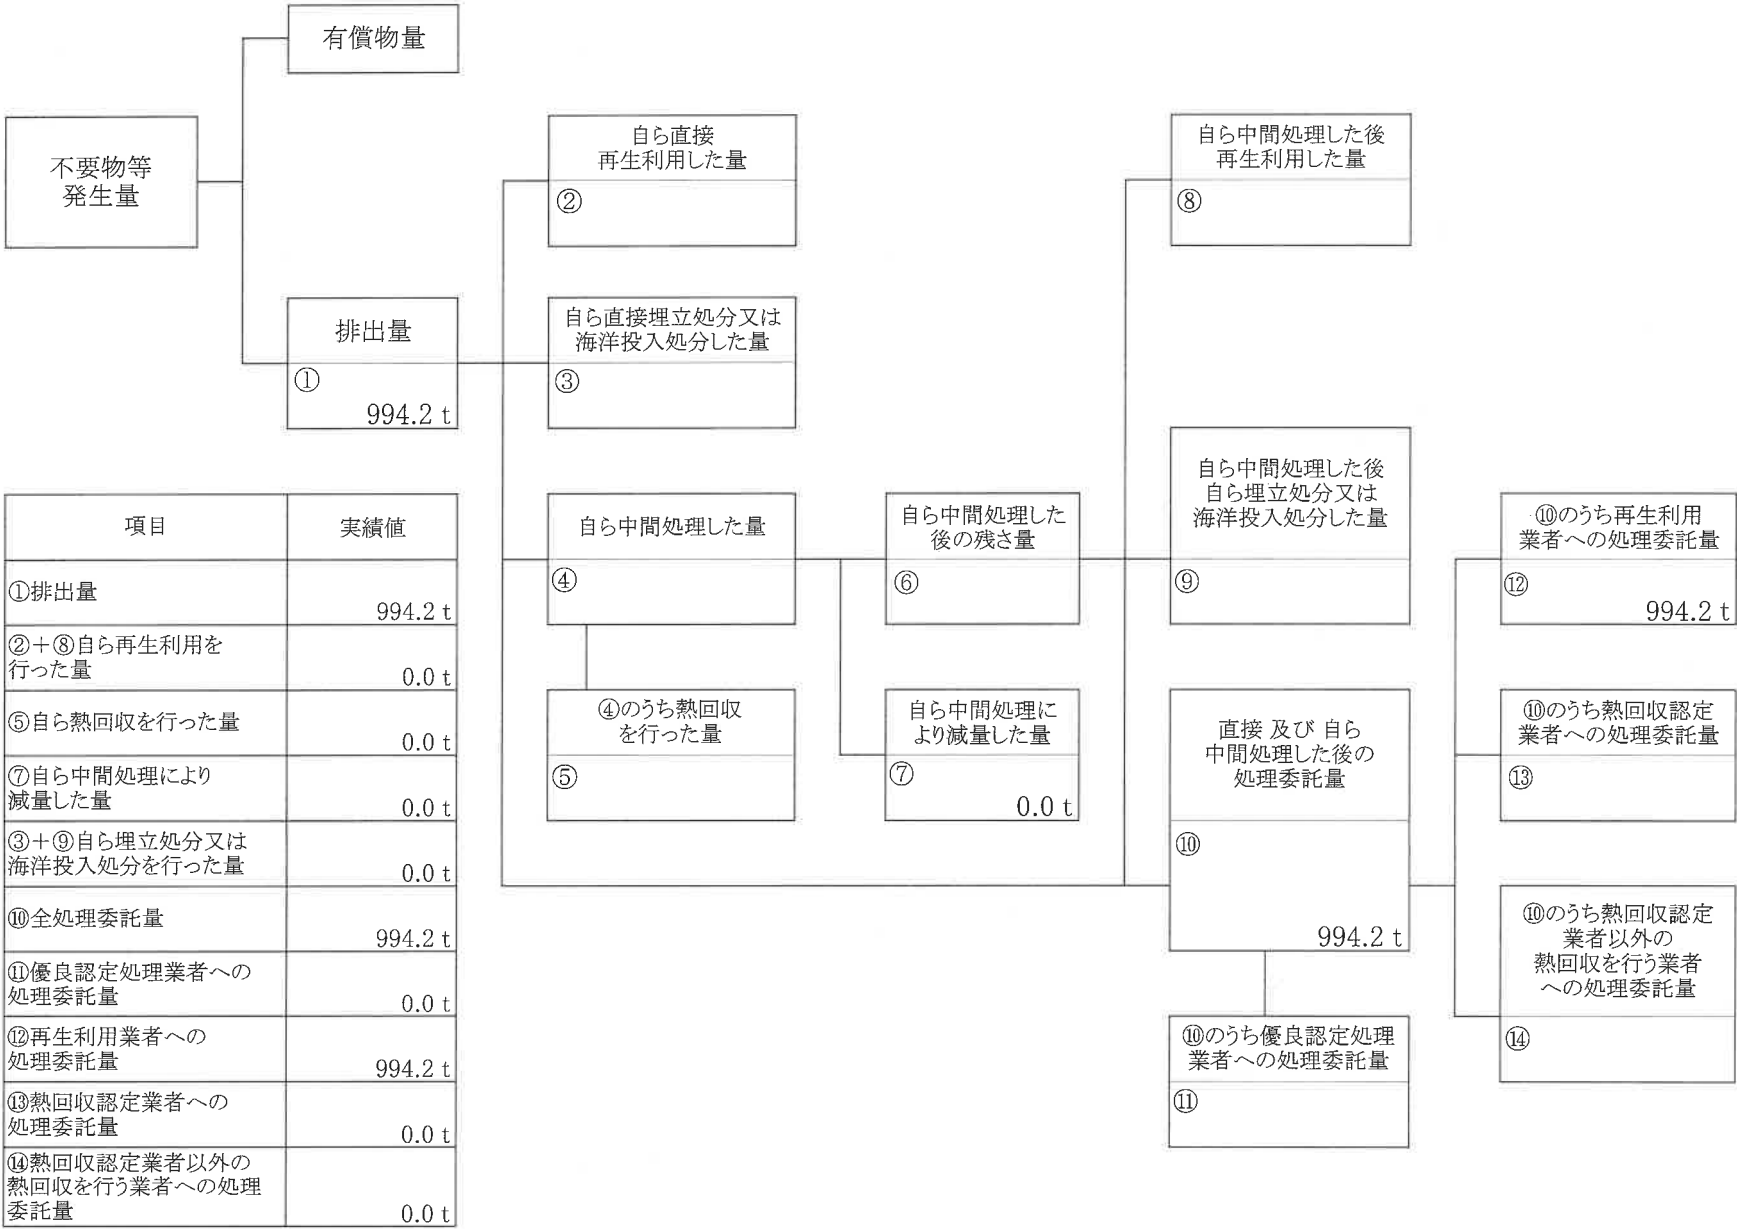 有償物量
不要物等
発生量
排出量
①
994.2 t
自ら直接
再生利用した量
②
自ら直接埋立処分又は
海洋投入処分した量
③
自ら中間処理した量
④
④のうち熱回収
を行った量
⑤
自ら中間処理した
後の残さ量
⑥
自ら中間処理に
より減量した量
⑦
0.0 t
自ら中間処理した後
再生利用した量
⑧
自ら中間処理した後
自ら埋立処分又は
海洋投入処分した量
⑨
直接 及び 自ら
中間処理した後の
処理委託量
⑩
994.2 t
⑩のうち優良認定処理
業者への処理委託量
⑪
⑩のうち再生利用
業者への処理委託量
⑫
994.2 t
⑩のうち熱回収認定
業者への処理委託量
⑬
⑩のうち熱回収認定
業者以外の
熱回収を行う業者
への処理委託量
⑭
項目 実績値
①排出量
994.2 t
②＋⑧自ら再生利用を
行った量
0.0 t
⑤自ら熱回収を行った量
0.0 t
⑦自ら中間処理により
減量した量
0.0 t
③＋⑨自ら埋立処分又は
海洋投入処分を行った量
0.0 t
⑩全処理委託量
994.2 t
⑪優良認定処理業者への
処理委託量
0.0 t
⑫再生利用業者への
処理委託量
994.2 t
⑬熱回収認定業者への
処理委託量
0.0 t
⑭熱回収認定業者以外の
熱回収を行う業者への処理
委託量
0.0 t